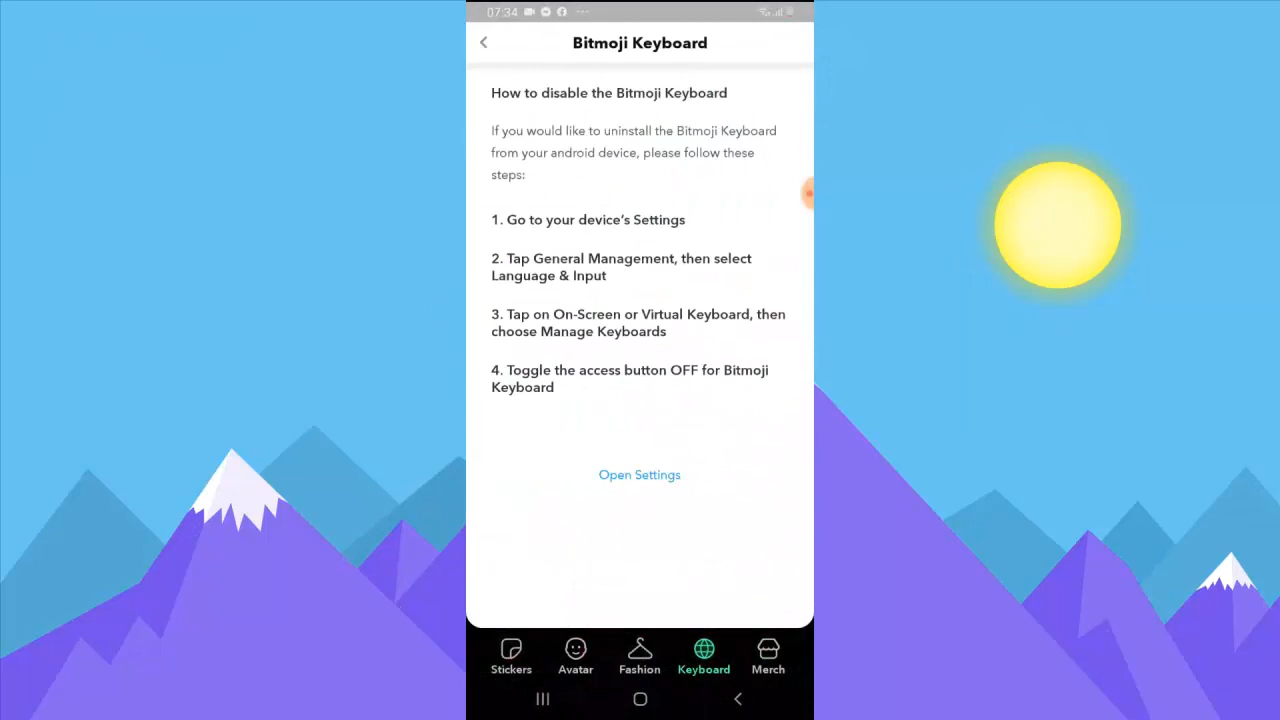 07:34
Bitmoji Keyboard
How to disable the Bitmoji Keyboard
If you would like to uninstall the Bitmoji Keyboard
from your android device, please follow these
steps:
1. Go to your device's Settings
2. Tap General Management, then select
Language & Input
3. Tap on On-Screen or Virtual Keyboard, then
choose Manage Keyboards
4. Toggle the access button OFF for Bitmoji
Keyboard
Open Settings
Stickers Avatar Fashion Keyboard Merch